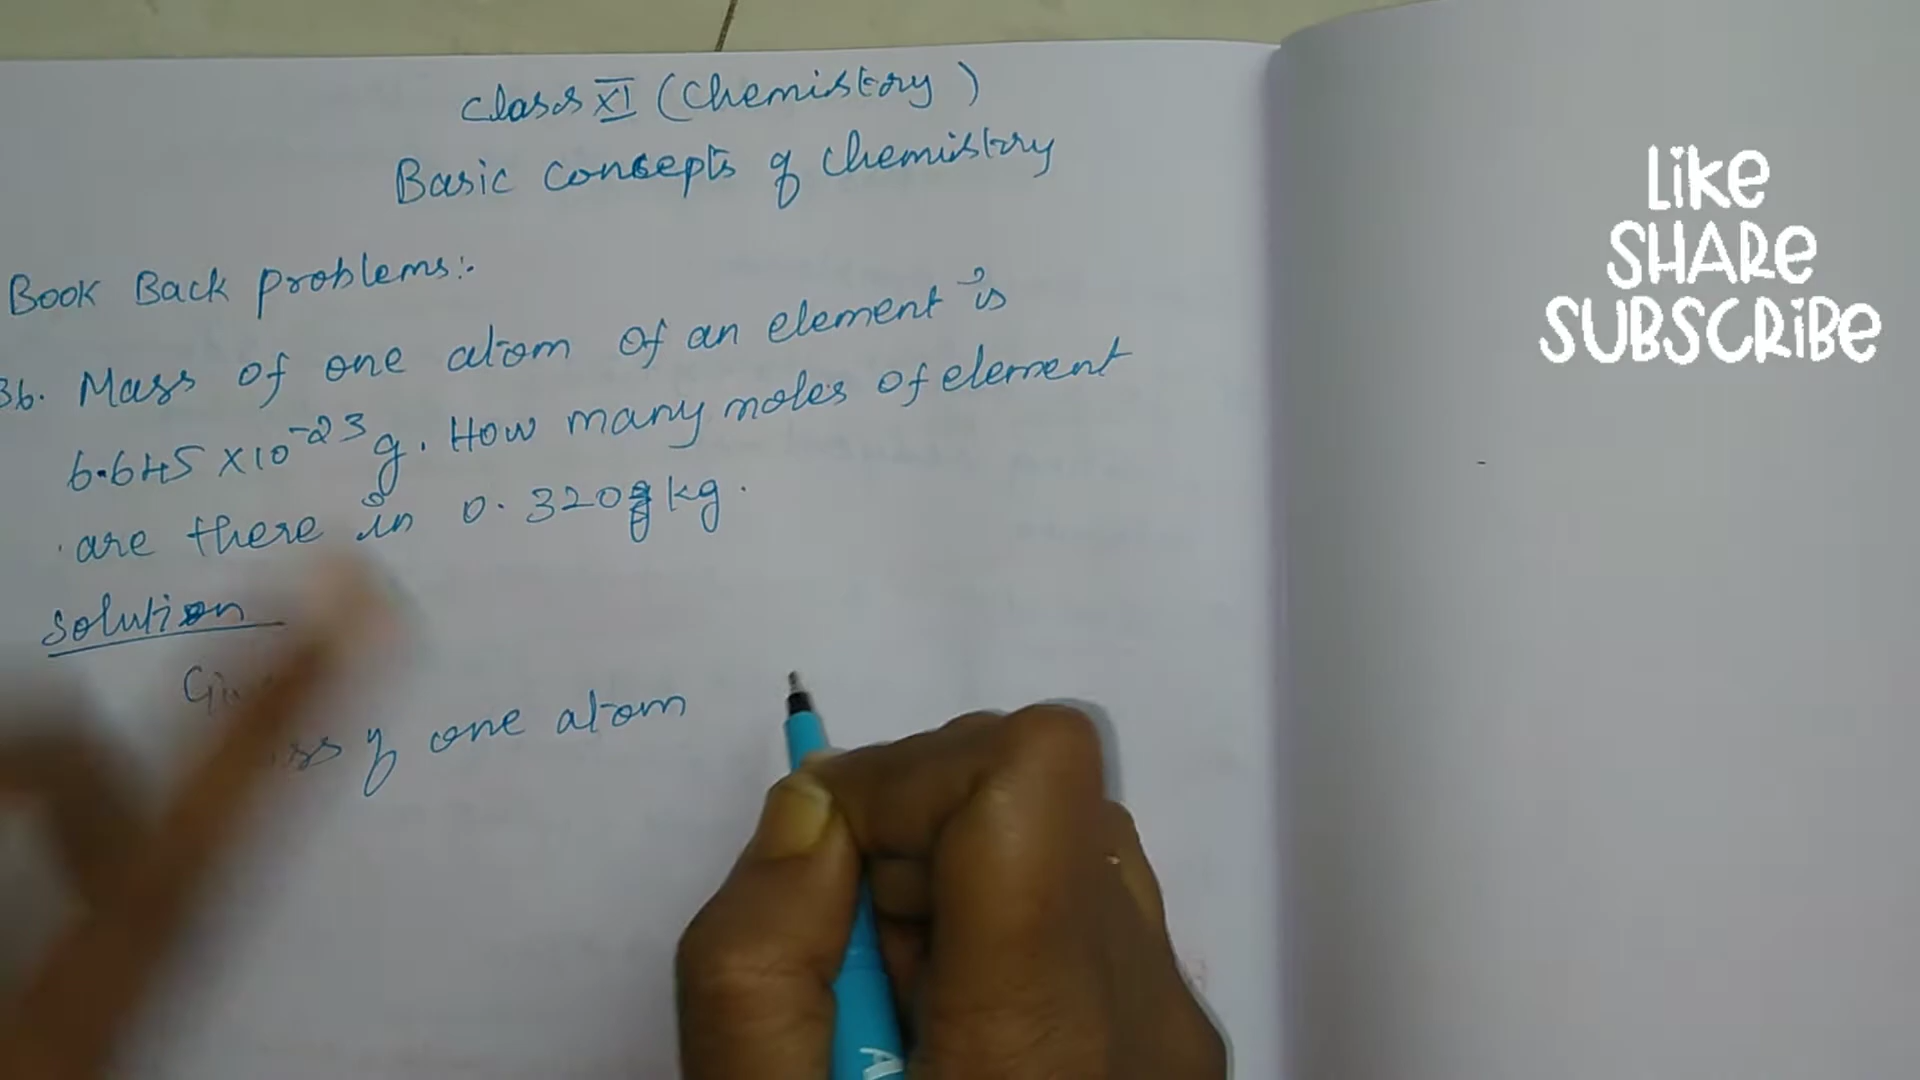 Class XI (Chemistry)
Basic concepts of chemistry
Book Back problems:-
36. Mass of one atom of an element is
6.645 x10-23 g. How many moles of element
are there in 0.320 kg.
Solution
of one atom
LiKe
SHARe
SUBSCRiBe